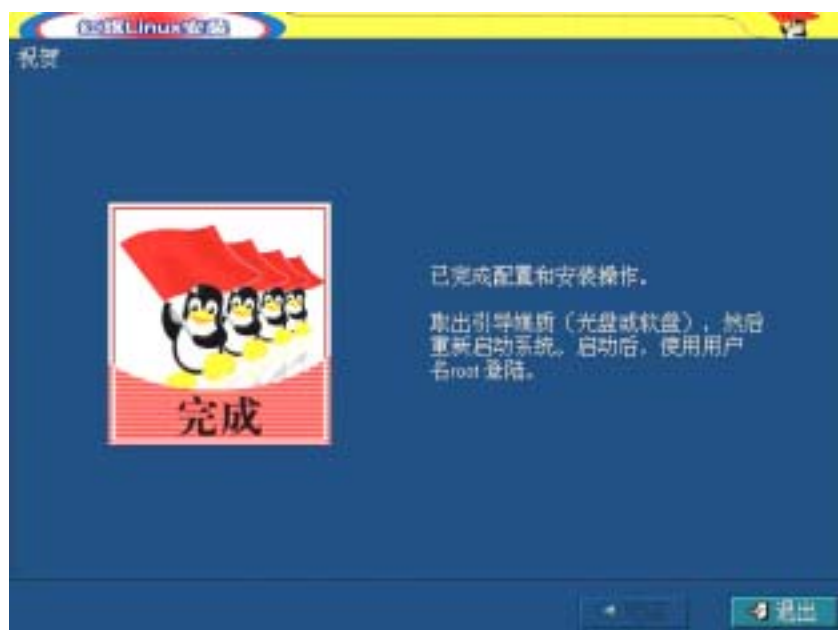 红旗Linux安装
祝贺
已完成配置和安装操作。
取出引导媒质（光盘或软盘），然后
重新启动系统。启动后，使用用户
名root 登陆。
完成
退出